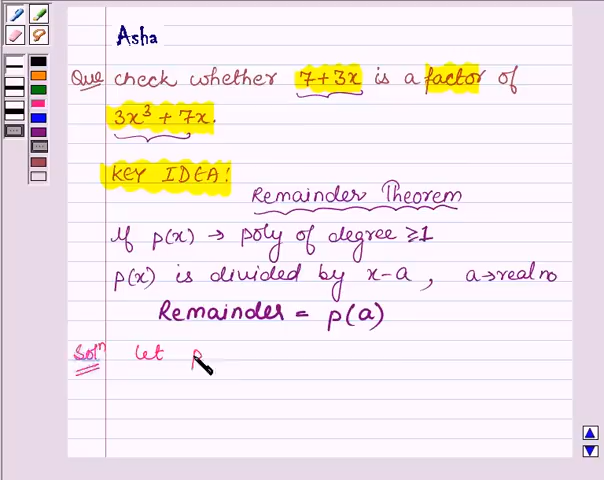 Asha
Que check whether 7+3x is a factor of
3x³ + 7x.
KEY IDEA:
Remainder Theorem
If p(x) → poly of degree ≥1
p(x) is divided by x-a, a→real no
Remainder = p(a)
Solⁿ let p